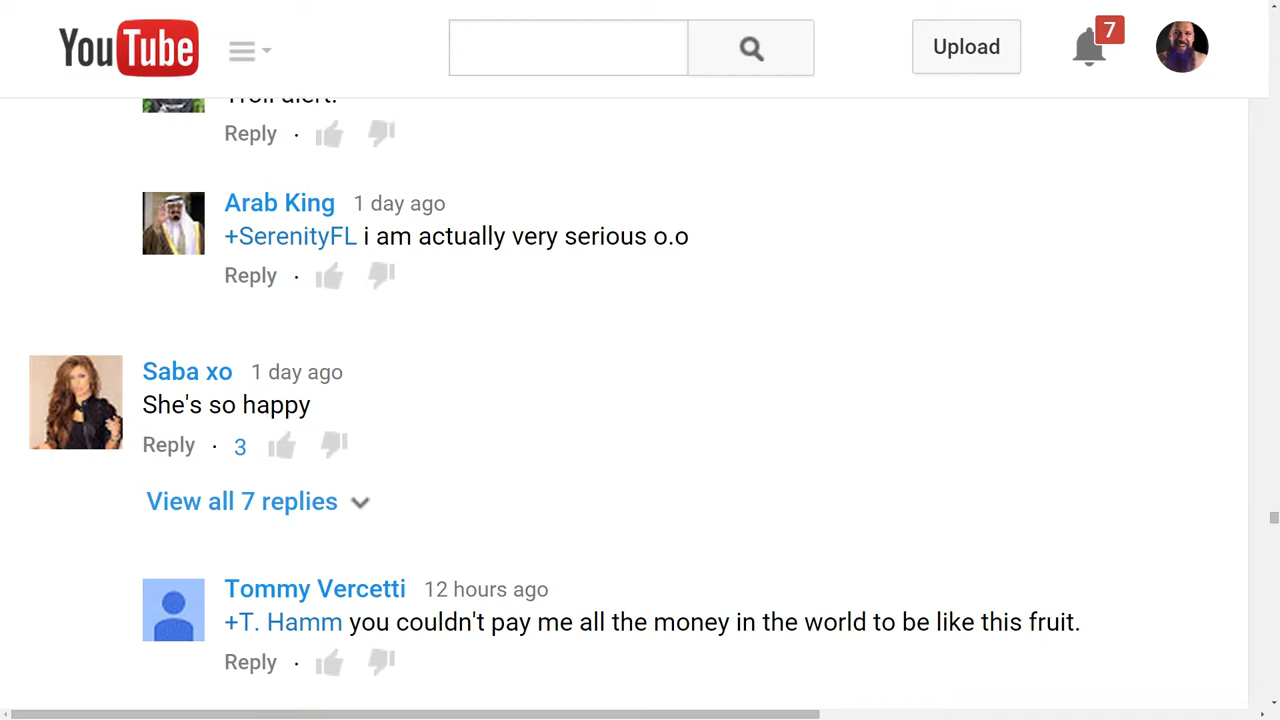 YouTube
Upload
7
Troll alert.
Reply ·
Arab King 1 day ago
+SerenityFL i am actually very serious o.o
Reply ·
Saba xo 1 day ago
She's so happy
Reply · 3
View all 7 replies
Tommy Vercetti 12 hours ago
+T. Hamm you couldn't pay me all the money in the world to be like this fruit.
Reply ·